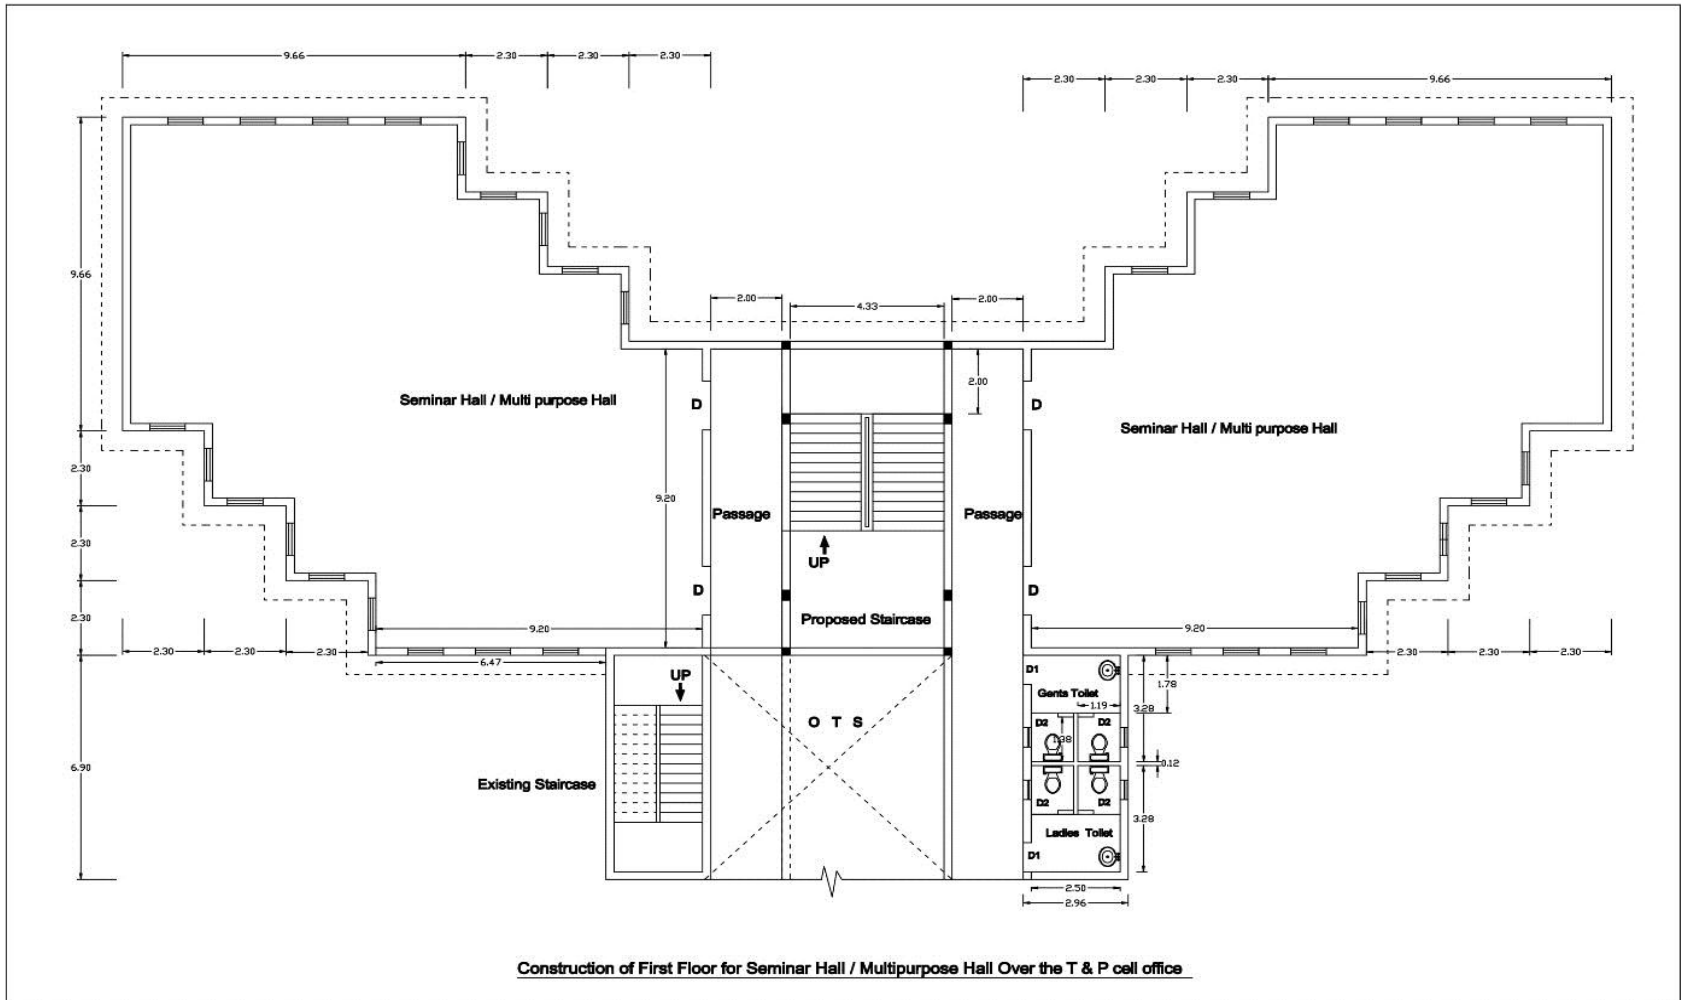 9.66 2.30 2.30 2.30
2.30 2.30 2.30 9.66
9.66
2.00 4.33 2.00
2.00
Seminar Hall / Multi purpose Hall
D
D
Seminar Hall / Multi purpose Hall
2.30
9.20
Passage
Passage
2.30
UP
D
D
2.30
Proposed Staircase
9.20
9.20
2.30 2.30 2.30
6.47
2.30 2.30 2.30
UP
D1
1.78
Gents Toilet
1.19
3.28
O T S
D2
D2
1.38
6.90
0.12
Existing Staircase
D2
D2
3.28
Ladies Toilet
D1
2.50
2.96
Construction of First Floor for Seminar Hall / Multipurpose Hall Over the T & P cell office